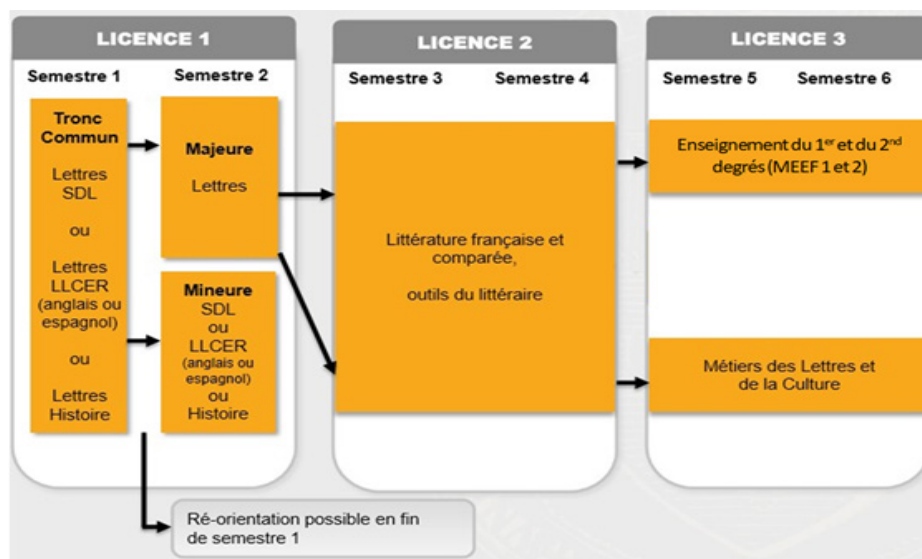 LICENCE 1
Semestre 1
Semestre 2
Tronc
Commun
Lettres
SDL
ou
Lettres
LLCER
(anglais ou
espagnol)
ou
Lettres
Histoire
Majeure
Lettres
Mineure
SDL
ou
LLCER
(anglais ou
espagnol)
ou
Histoire
Ré-orientation possible en fin
de semestre 1
LICENCE 2
Semestre 3
Semestre 4
Littérature française et
comparée,
outils du littéraire
LICENCE 3
Semestre 5
Semestre 6
Enseignement du 1er et du 2nd
degrés (MEEF 1 et 2)
Métiers des Lettres et
de la Culture